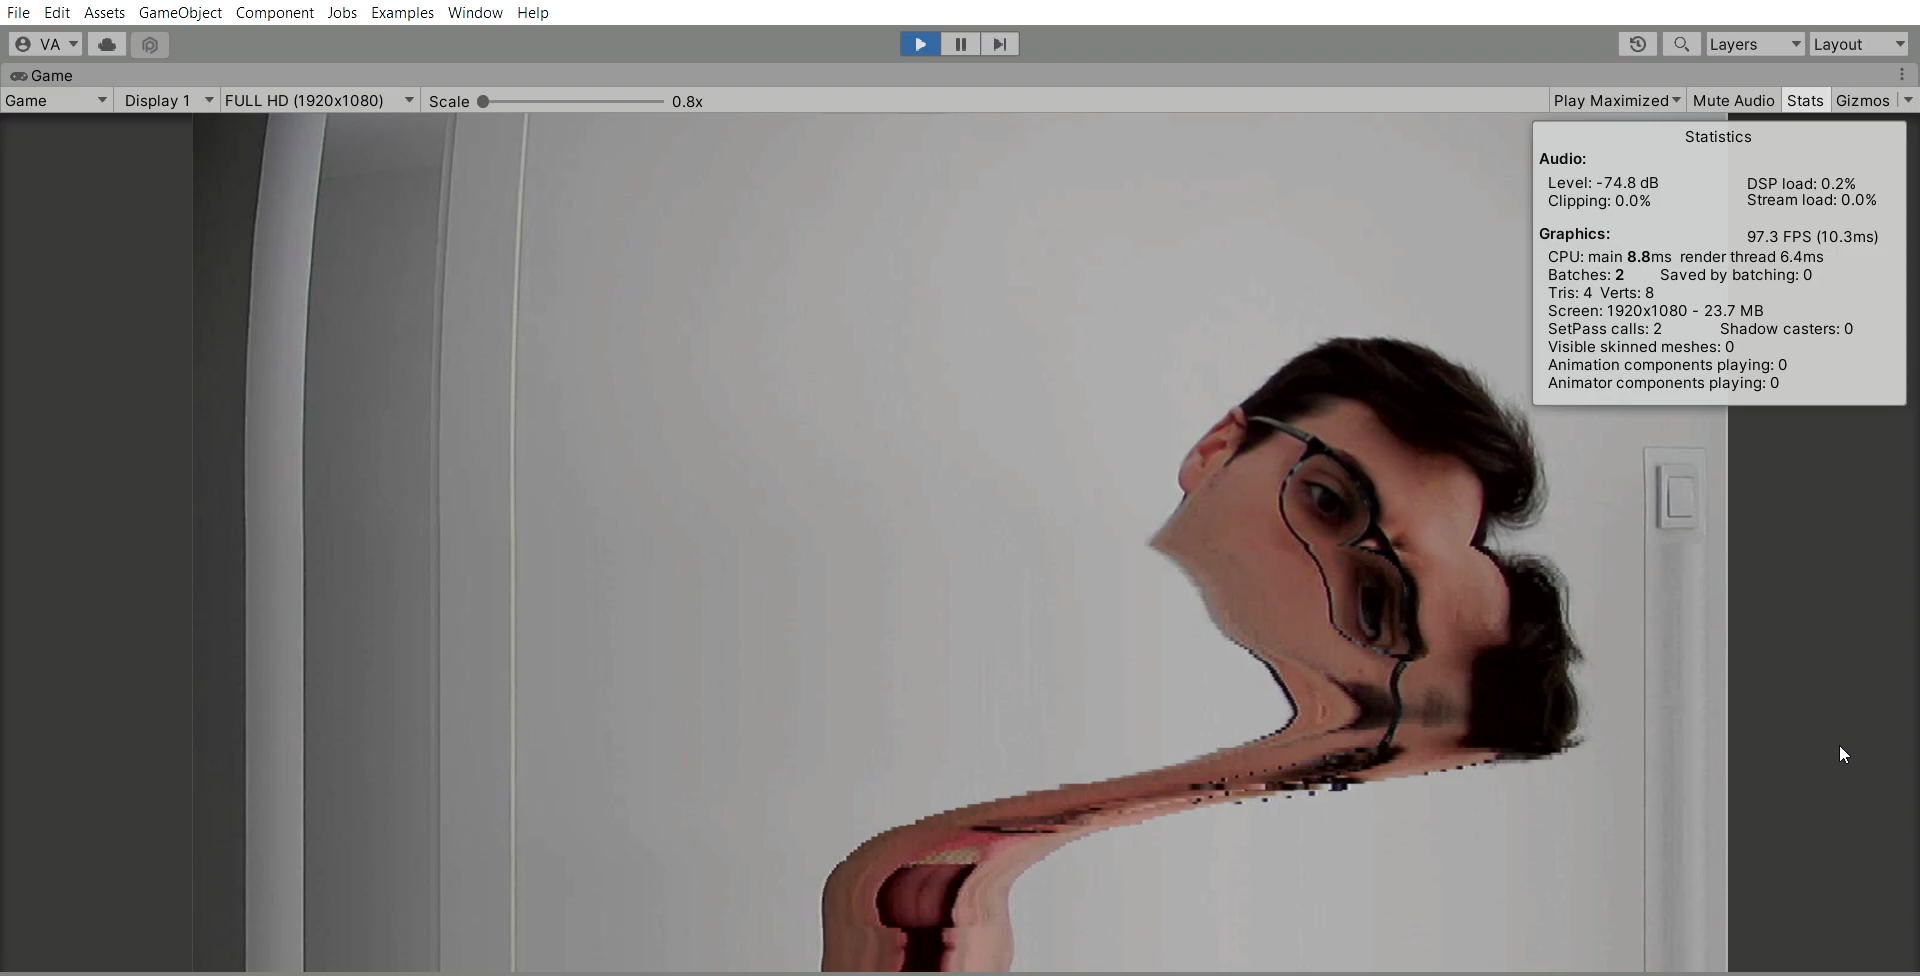 File Edit Assets GameObject Component Jobs Examples Window Help
VA Layers Layout
Game
Game Display 1 FULL HD (1920x1080) Scale 0.8x Play Maximized Mute Audio Stats Gizmos
Statistics
Audio:
Level: -74.8 dB DSP load: 0.2%
Clipping: 0.0% Stream load: 0.0%
Graphics: 97.3 FPS (10.3ms)
CPU: main 8.8ms render thread 6.4ms
Batches: 2 Saved by batching: 0
Tris: 4 Verts: 8
Screen: 1920x1080 - 23.7 MB
SetPass calls: 2 Shadow casters: 0
Visible skinned meshes: 0
Animation components playing: 0
Animator components playing: 0